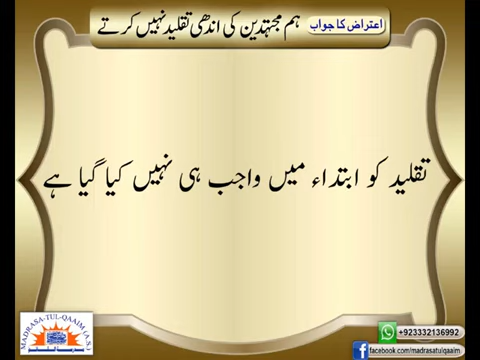 اعتراض کا جواب ہم مجتہدین کی اندھی تقلید نہیں کرتے
تقلید کو ابتداء میں واجب ہی نہیں کیا گیا ہے
MADRASA-TUL-QAAIM (A.S.)
+923332136992
facebook.com/madrasatulqaaim